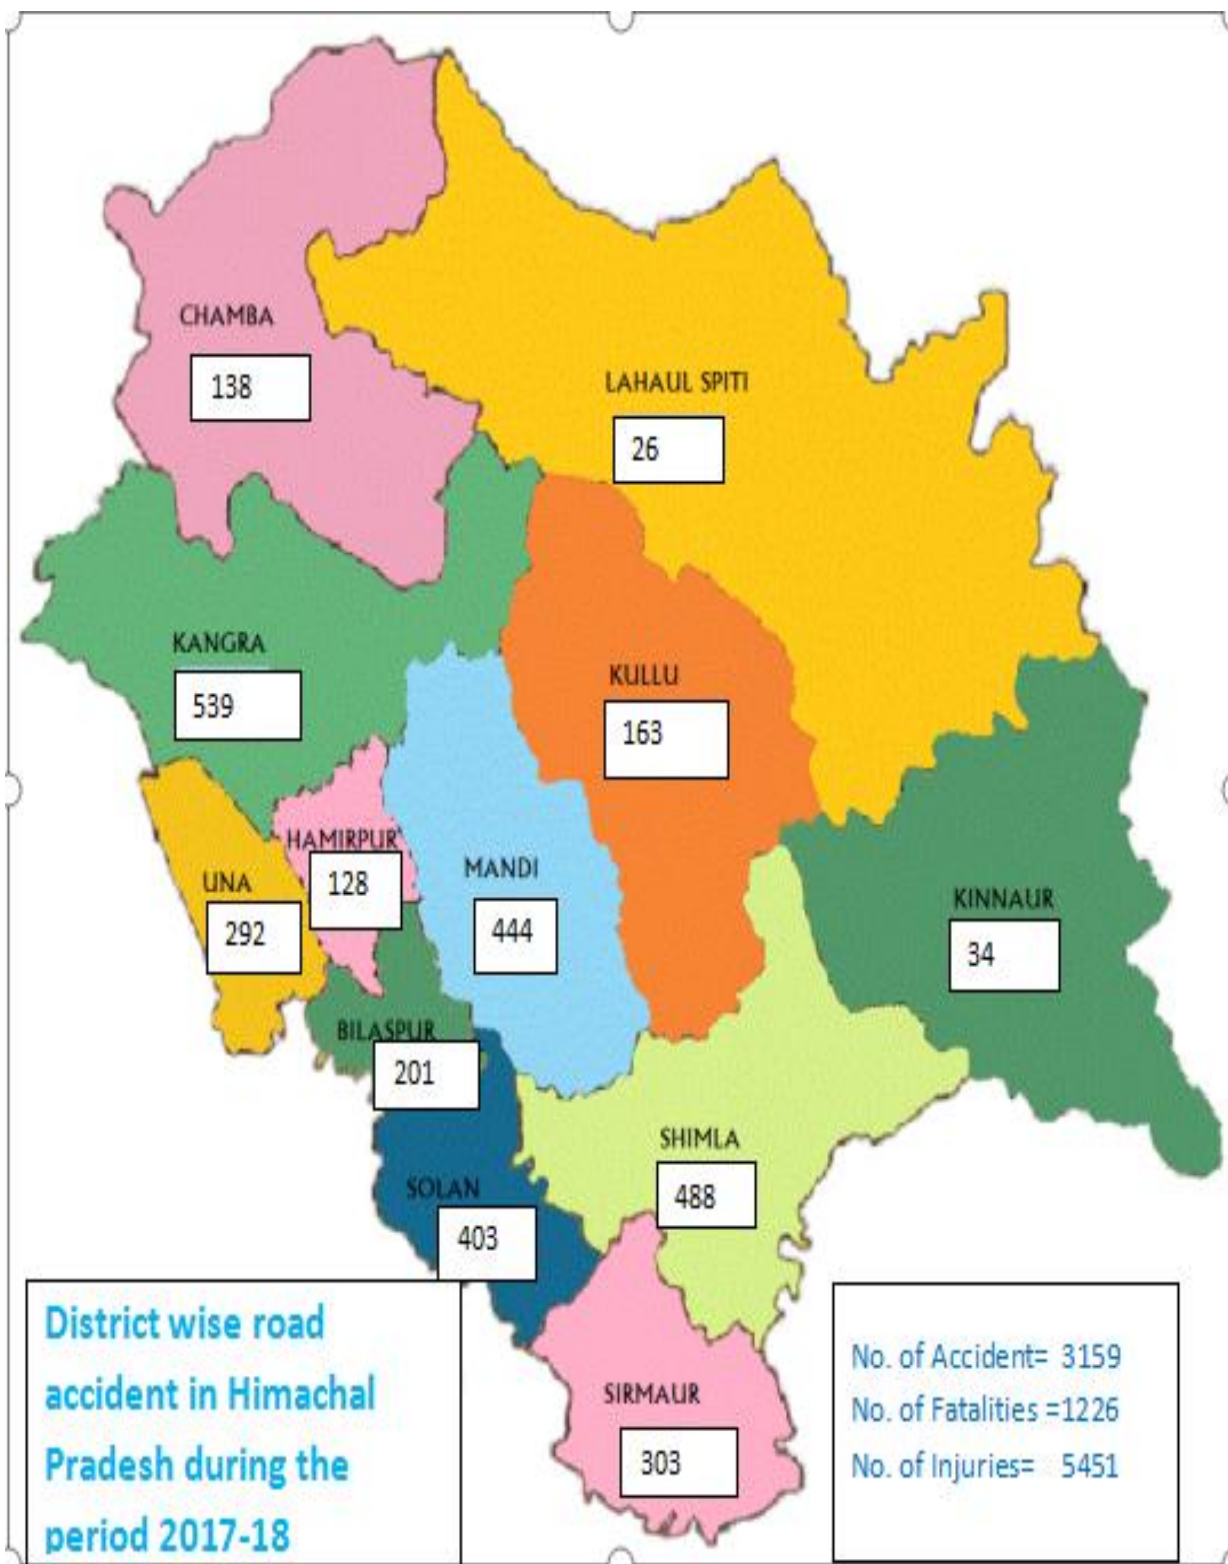 CHAMBA
138
LAHAUL SPITI
26
KANGRA
539
KULLU
163
HAMIRPUR
128
UNA
292
MANDI
444
KINNAUR
34
BILASPUR
201
SHIMLA
488
SOLAN
403
SIRMAUR
303
District wise road
accident in Himachal
Pradesh during the
period 2017-18
No. of Accident= 3159
No. of Fatalities =1226
No. of Injuries= 5451